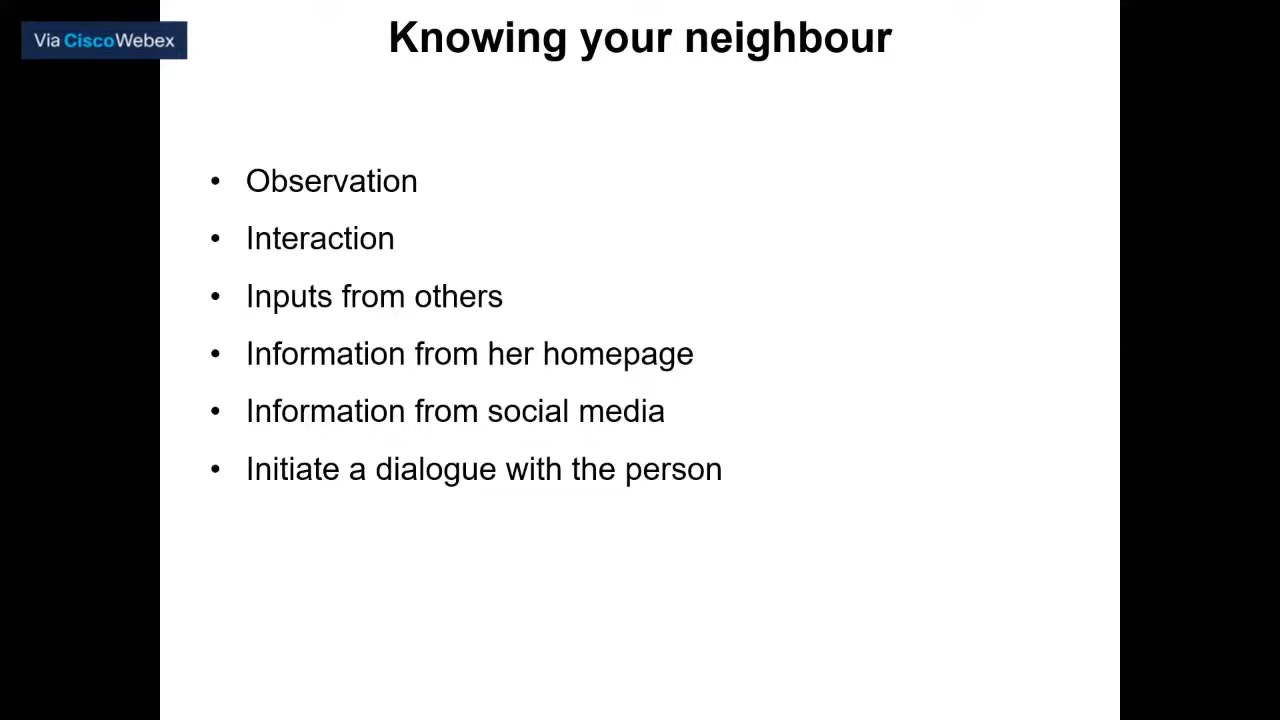 Via CiscoWebex
Knowing your neighbour
• Observation
• Interaction
• Inputs from others
• Information from her homepage
• Information from social media
• Initiate a dialogue with the person